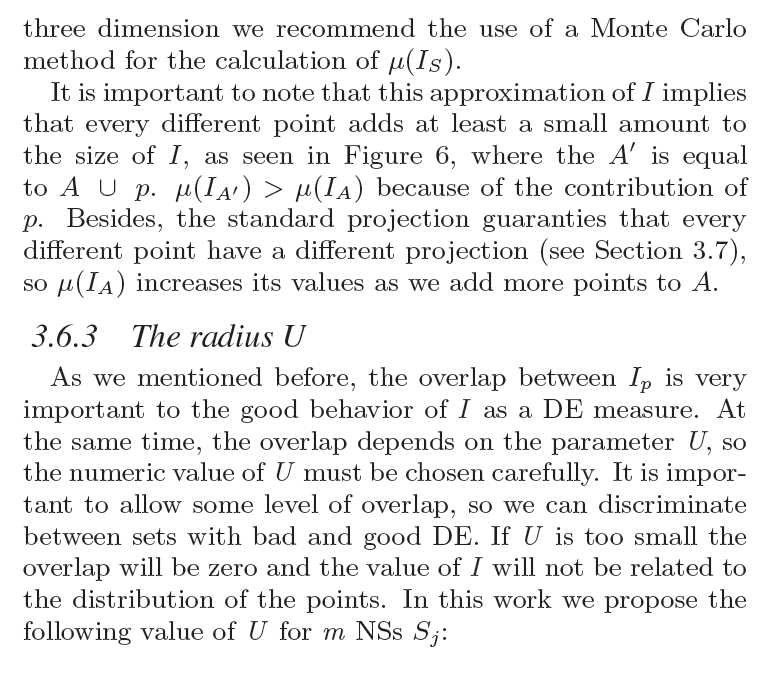 three dimension we recommend the use of a Monte Carlo
method for the calculation of μ(I_S).
It is important to note that this approximation of I implies
that every different point adds at least a small amount to
the size of I, as seen in Figure 6, where the A′ is equal
to A ∪ p. μ(I_A′) > μ(I_A) because of the contribution of
p. Besides, the standard projection guaranties that every
different point have a different projection (see Section 3.7),
so μ(I_A) increases its values as we add more points to A.
3.6.3 The radius U
As we mentioned before, the overlap between I_p is very
important to the good behavior of I as a DE measure. At
the same time, the overlap depends on the parameter U, so
the numeric value of U must be chosen carefully. It is impor-
tant to allow some level of overlap, so we can discriminate
between sets with bad and good DE. If U is too small the
overlap will be zero and the value of I will not be related to
the distribution of the points. In this work we propose the
following value of U for m NSs S_j: